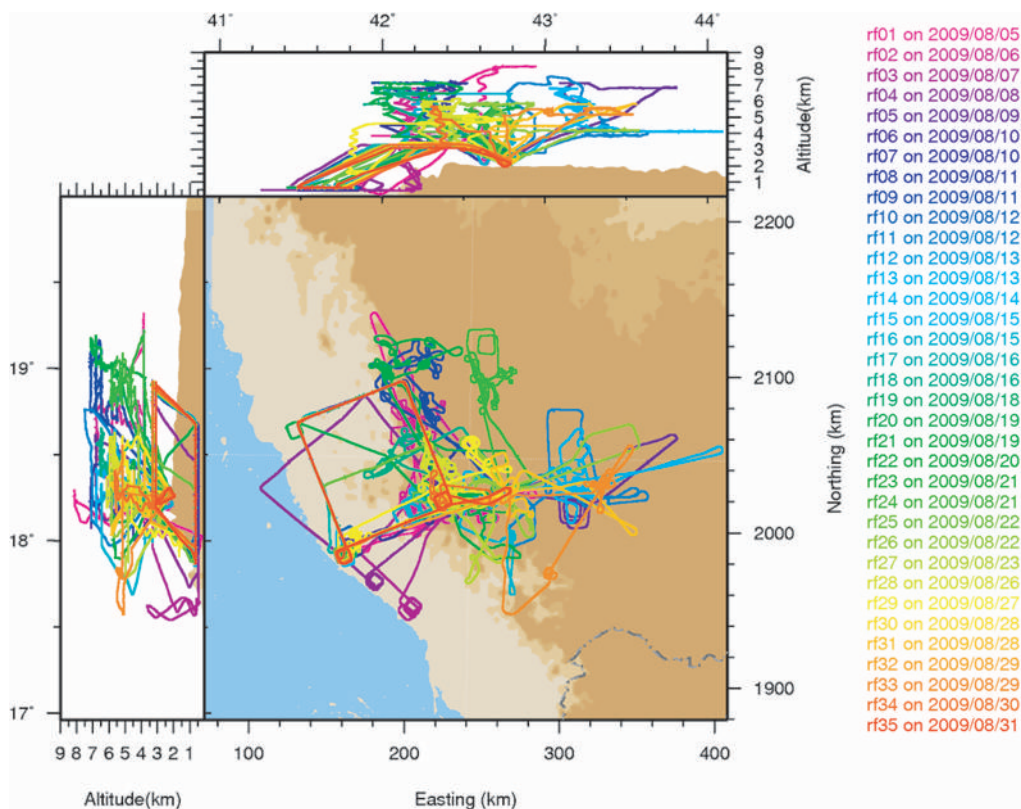 41° 42° 43° 44°
9
8
7
6
5
4
3
2
1
Altitude(km)
19°
18°
17°
2200
2100
2000
1900
Northing (km)
9 8 7 6 5 4 3 2 1
100 200 300 400
Altitude(km)
Easting (km)
rf01 on 2009/08/05
rf02 on 2009/08/06
rf03 on 2009/08/07
rf04 on 2009/08/08
rf05 on 2009/08/09
rf06 on 2009/08/10
rf07 on 2009/08/10
rf08 on 2009/08/11
rf09 on 2009/08/11
rf10 on 2009/08/12
rf11 on 2009/08/12
rf12 on 2009/08/13
rf13 on 2009/08/13
rf14 on 2009/08/14
rf15 on 2009/08/15
rf16 on 2009/08/15
rf17 on 2009/08/16
rf18 on 2009/08/16
rf19 on 2009/08/18
rf20 on 2009/08/19
rf21 on 2009/08/19
rf22 on 2009/08/20
rf23 on 2009/08/21
rf24 on 2009/08/21
rf25 on 2009/08/22
rf26 on 2009/08/22
rf27 on 2009/08/23
rf28 on 2009/08/26
rf29 on 2009/08/27
rf30 on 2009/08/28
rf31 on 2009/08/28
rf32 on 2009/08/29
rf33 on 2009/08/29
rf34 on 2009/08/30
rf35 on 2009/08/31